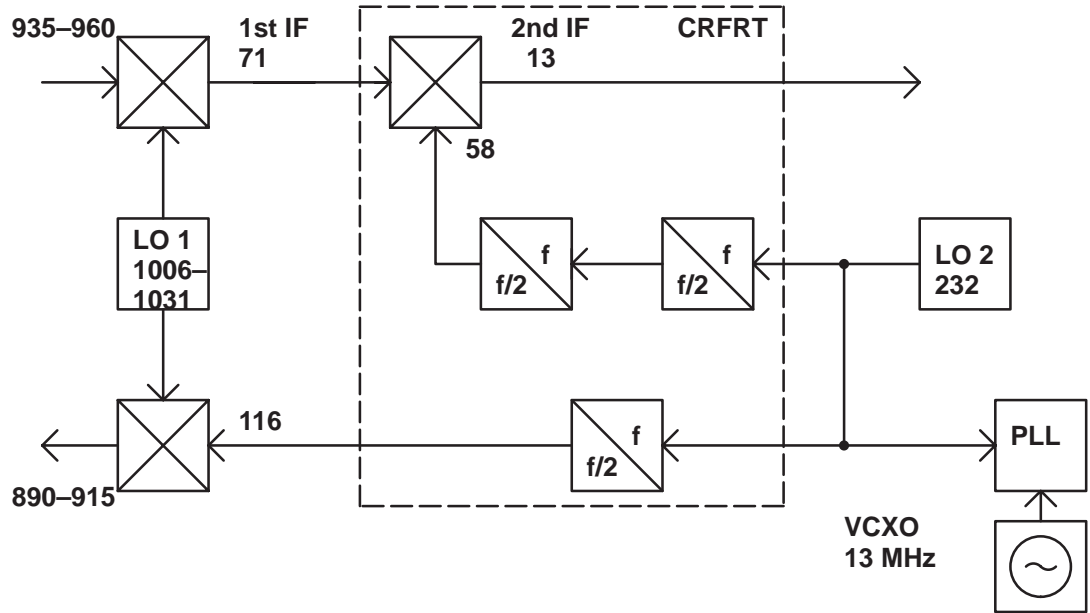 935–960
1st IF
71
2nd IF
13
CRFRT
58
LO 1
1006–
1031
f
f/2
f
f/2
LO 2
232
116
f
f/2
PLL
890–915
VCXO
13 MHz